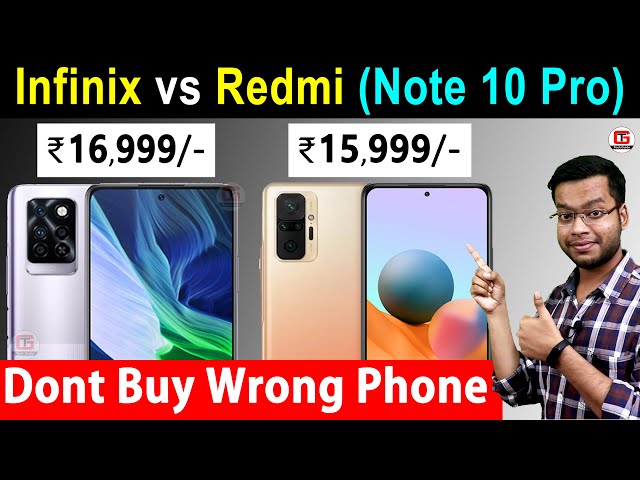 Infinix vs Redmi (Note 10 Pro)
₹16,999/-
₹15,999/-
Dont Buy Wrong Phone